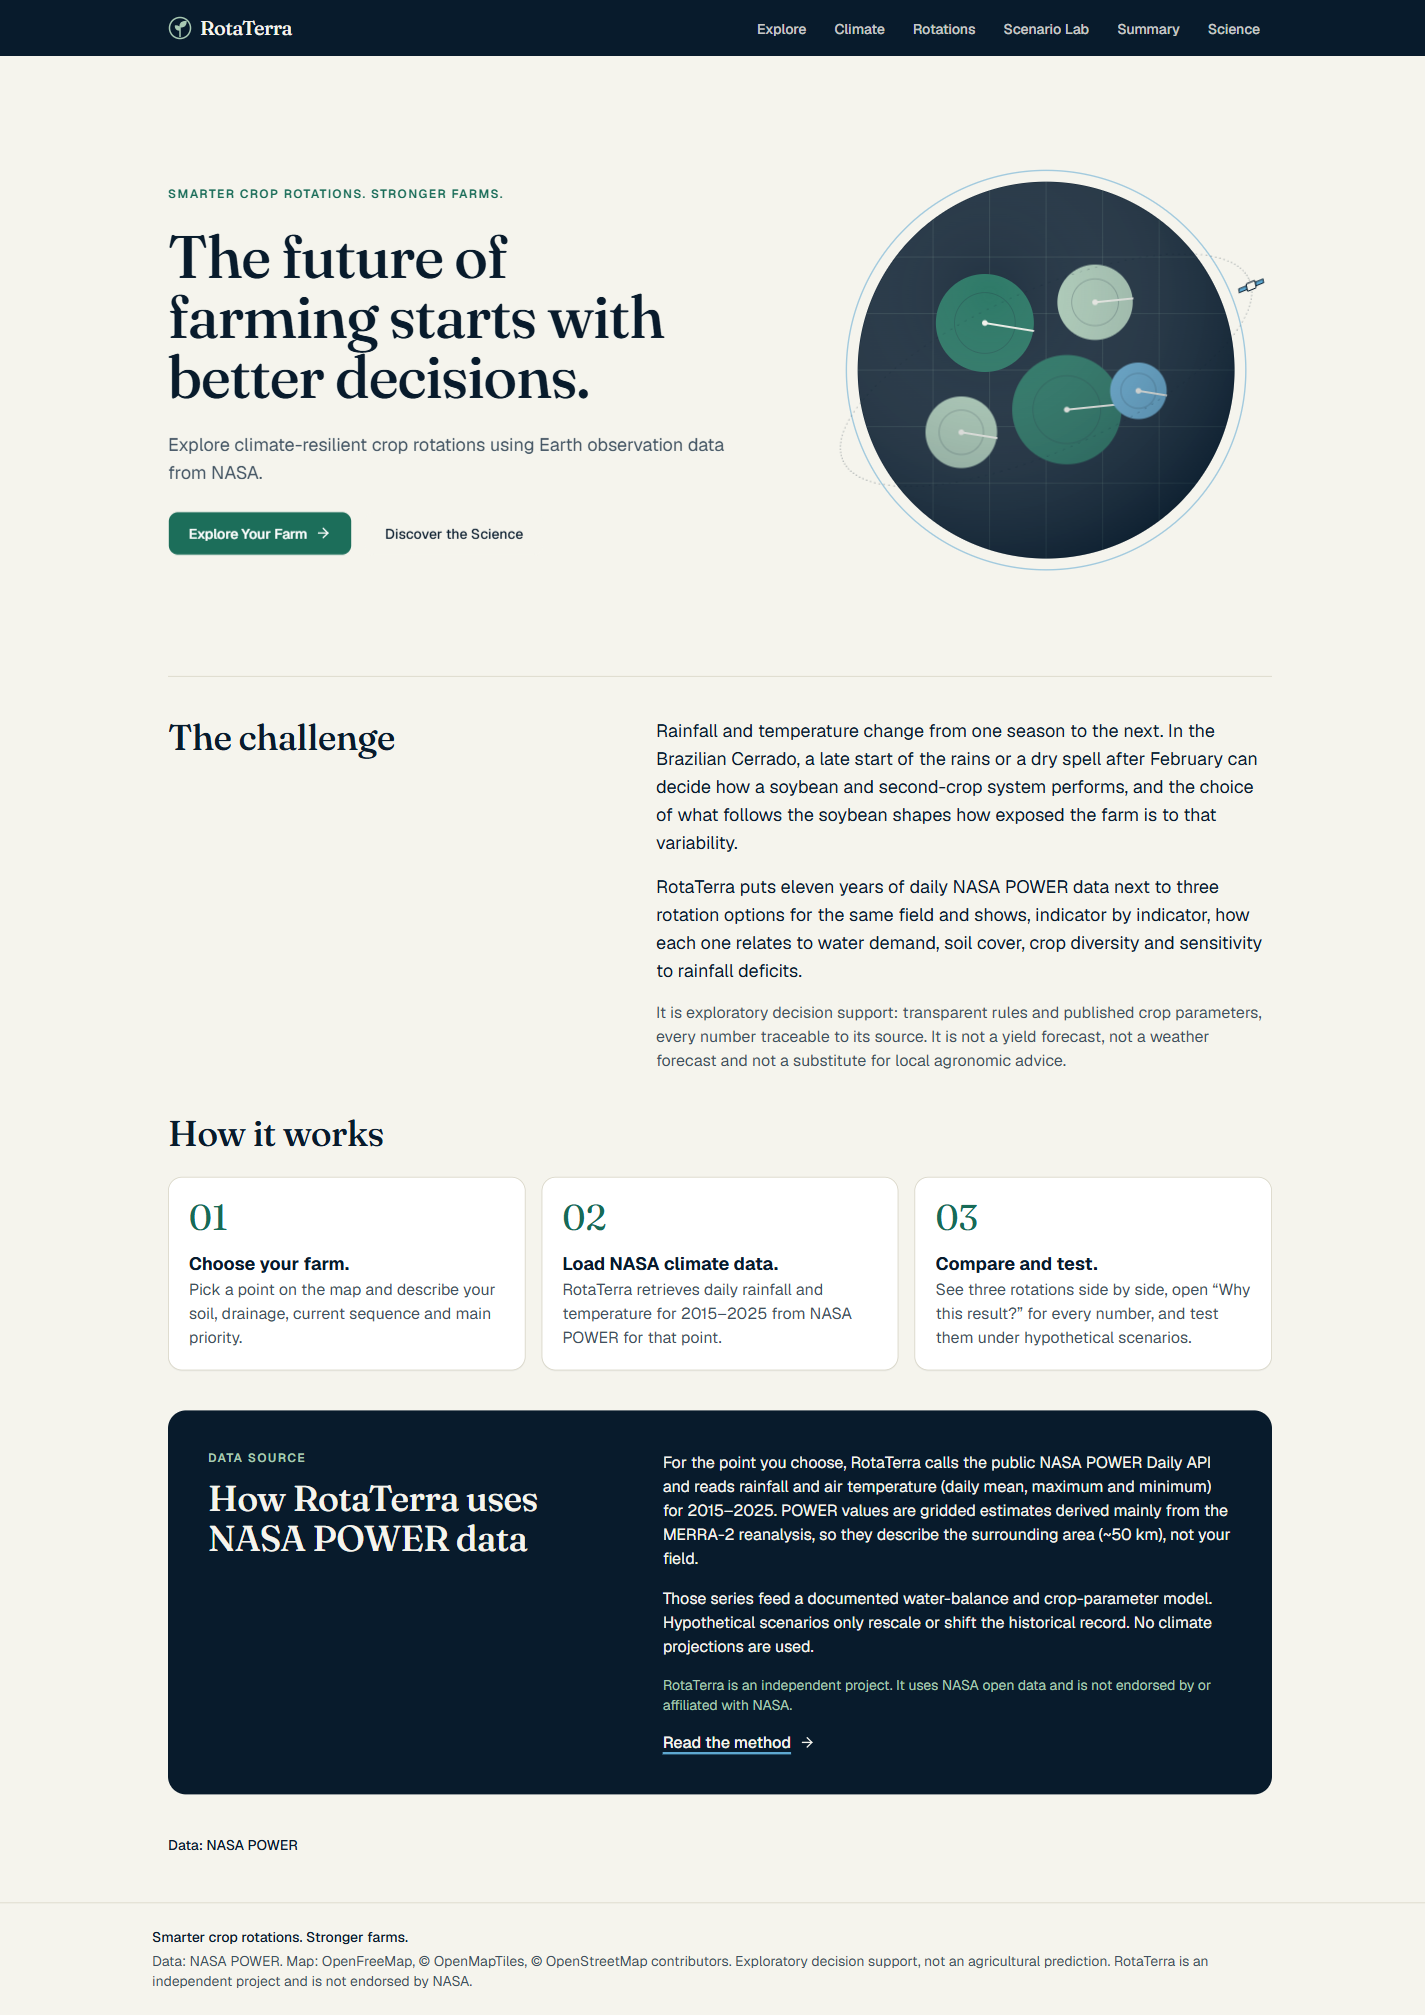 RotaTerra
Explore Climate Rotations Scenario Lab Summary Science
SMARTER CROP ROTATIONS. STRONGER FARMS.
The future of
farming starts with
better decisions.
Explore climate-resilient crop rotations using Earth observation data
from NASA.
Explore Your Farm →
Discover the Science
The challenge
Rainfall and temperature change from one season to the next. In the
Brazilian Cerrado, a late start of the rains or a dry spell after February can
decide how a soybean and second-crop system performs, and the choice
of what follows the soybean shapes how exposed the farm is to that
variability.
RotaTerra puts eleven years of daily NASA POWER data next to three
rotation options for the same field and shows, indicator by indicator, how
each one relates to water demand, soil cover, crop diversity and sensitivity
to rainfall deficits.
It is exploratory decision support: transparent rules and published crop parameters,
every number traceable to its source. It is not a yield forecast, not a weather
forecast and not a substitute for local agronomic advice.
How it works
01
Choose your farm.
Pick a point on the map and describe your
soil, drainage, current sequence and main
priority.
02
Load NASA climate data.
RotaTerra retrieves daily rainfall and
temperature for 2015–2025 from NASA
POWER for that point.
03
Compare and test.
See three rotations side by side, open “Why
this result?” for every number, and test
them under hypothetical scenarios.
DATA SOURCE
How RotaTerra uses
NASA POWER data
For the point you choose, RotaTerra calls the public NASA POWER Daily API
and reads rainfall and air temperature (daily mean, maximum and minimum)
for 2015–2025. POWER values are gridded estimates derived mainly from the
MERRA-2 reanalysis, so they describe the surrounding area (~50 km), not your
field.
Those series feed a documented water-balance and crop-parameter model.
Hypothetical scenarios only rescale or shift the historical record. No climate
projections are used.
RotaTerra is an independent project. It uses NASA open data and is not endorsed by or
affiliated with NASA.
Read the method →
Data: NASA POWER
Smarter crop rotations. Stronger farms.
Data: NASA POWER. Map: OpenFreeMap, © OpenMapTiles, © OpenStreetMap contributors. Exploratory decision support, not an agricultural prediction. RotaTerra is an
independent project and is not endorsed by NASA.